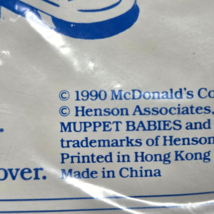 © 1990 McDonald's Co
© Henson Associates,
MUPPET BABIES and
trademarks of Henson
Printed in Hong Kong
over. Made in China